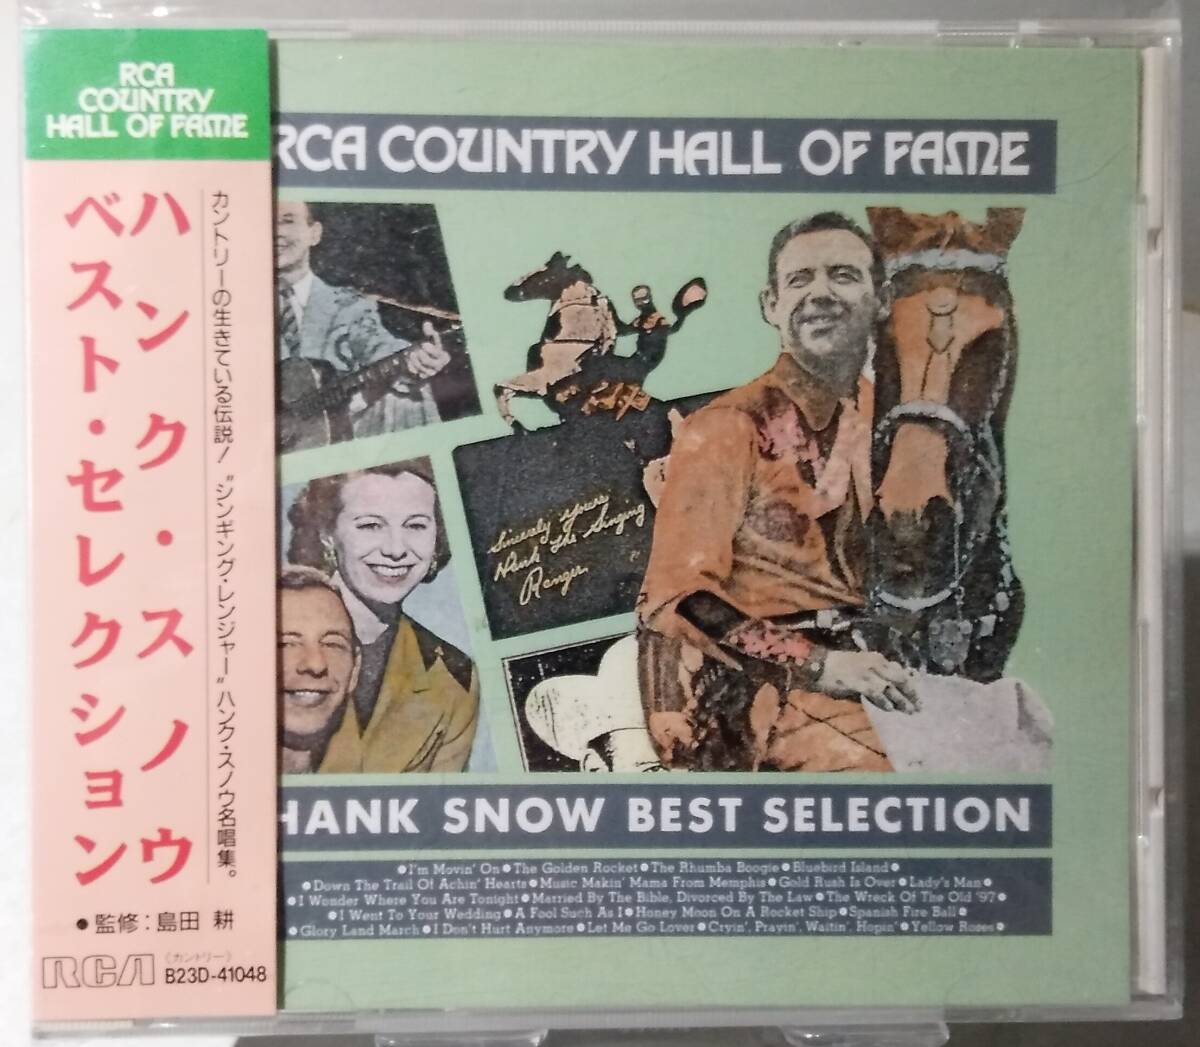 RCA
COUNTRY
HALL OF FAME
ハンク・スノウ
ベスト・セレクション
カントリーの生きている伝説！“シンギング・レンジャー”ハンク・スノウ名唱集。
●監修：島田 耕
RCA
〈カントリー〉
B23D-41048
RCA COUNTRY HALL OF FAME
Sincerely yours
Hank the Singing
Ranger.
HANK SNOW BEST SELECTION
●I'm Movin' On●The Golden Rocket●The Rhumba Boogie●Bluebird Island●
●Down The Trail Of Achin' Hearts●Music Makin' Mama From Memphis●Gold Rush Is Over●Lady's Man●
●I Wonder Where You Are Tonight●Married By The Bible, Divorced By The Law●The Wreck Of The Old '97●
●I Went To Your Wedding●A Fool Such As I●Honey Moon On A Rocket Ship●Spanish Fire Ball●
●Glory Land March●I Don't Hurt Anymore●Let Me Go Lover●Cryin', Prayin', Waitin', Hopin'●Yellow Roses●